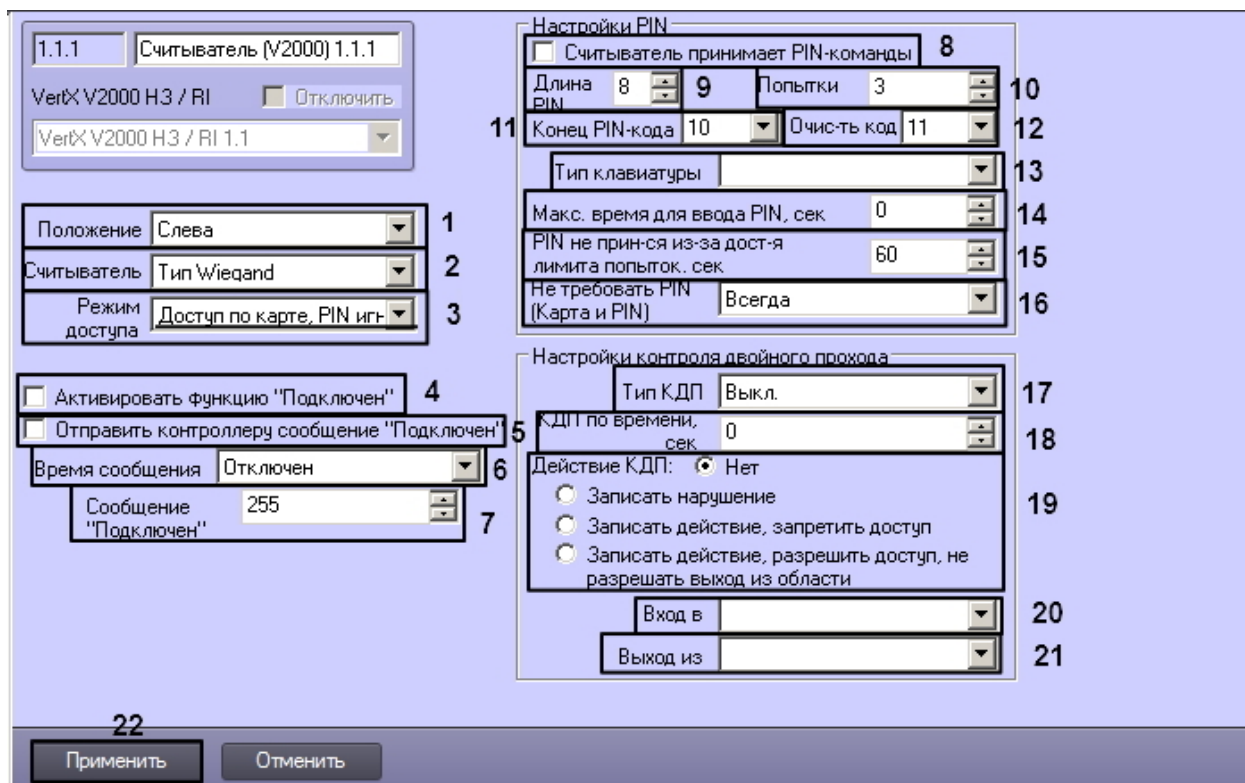 1.1.1 Считыватель (V2000) 1.1.1
VertX V2000 НЗ / RI Отключить
VertX V2000 НЗ / RI 1.1
Положение Слева 1
Считыватель Тип Wiegand 2
Режим
доступа Доступ по карте, PIN игн 3
Активировать функцию "Подключен" 4
Отправить контроллеру сообщение "Подключен" 5
Время сообщения Отключен 6
Сообщение
"Подключен" 255 7
Настройки PIN
Считыватель принимает PIN-команды 8
Длина
PIN 8 9 Попытки 3 10
11 Конец PIN-кода 10 Очис-ть код 11 12
Тип клавиатуры 13
Макс. время для ввода PIN, сек 0 14
PIN не прин-ся из-за дост-я
лимита попыток. сек 60 15
Не требовать PIN
(Карта и PIN) Всегда 16
Настройки контроля двойного прохода
Тип КДП Выкл. 17
КДП по времени,
сек 0 18
Действие КДП: Нет
Записать нарушение 19
Записать действие, запретить доступ
Записать действие, разрешить доступ, не
разрешать выход из области
Вход в 20
Выход из 21
22
Применить Отменить